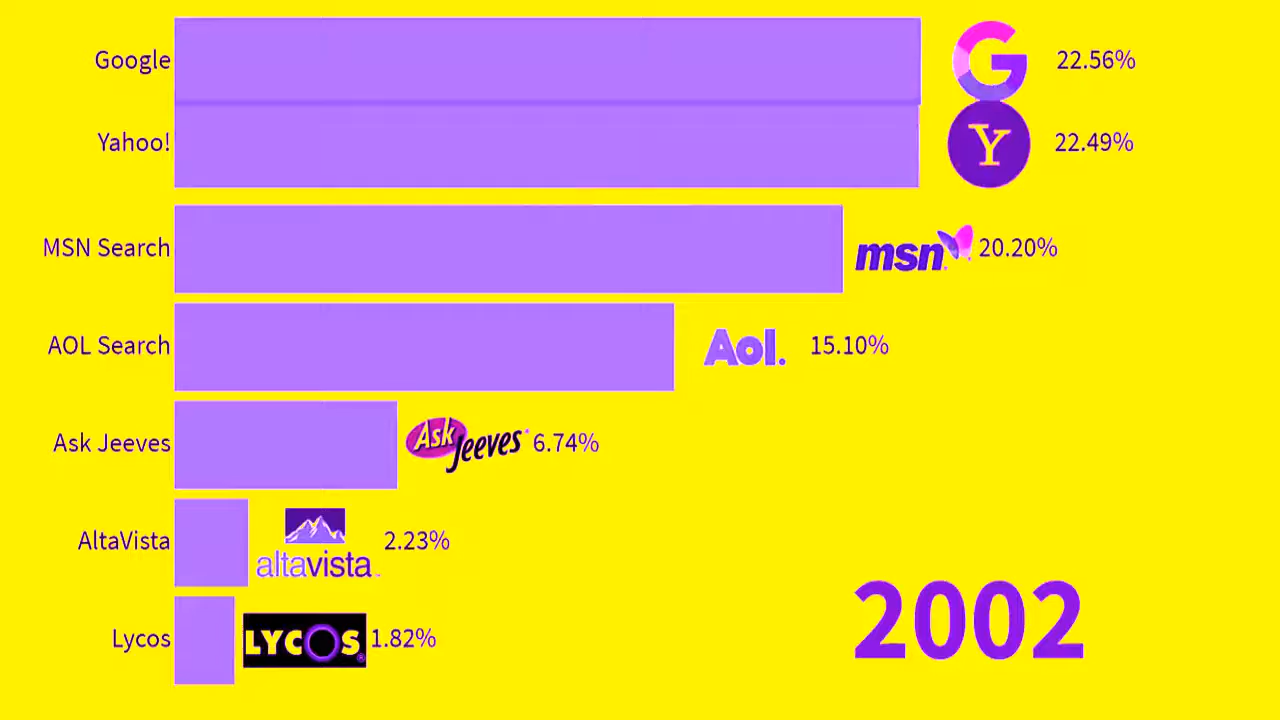 Google G 22.56%
Yahoo! Y 22.49%
MSN Search msn 20.20%
AOL Search Aol. 15.10%
Ask Jeeves Ask Jeeves 6.74%
AltaVista altavista 2.23%
Lycos LYCOS® 1.82%
2002